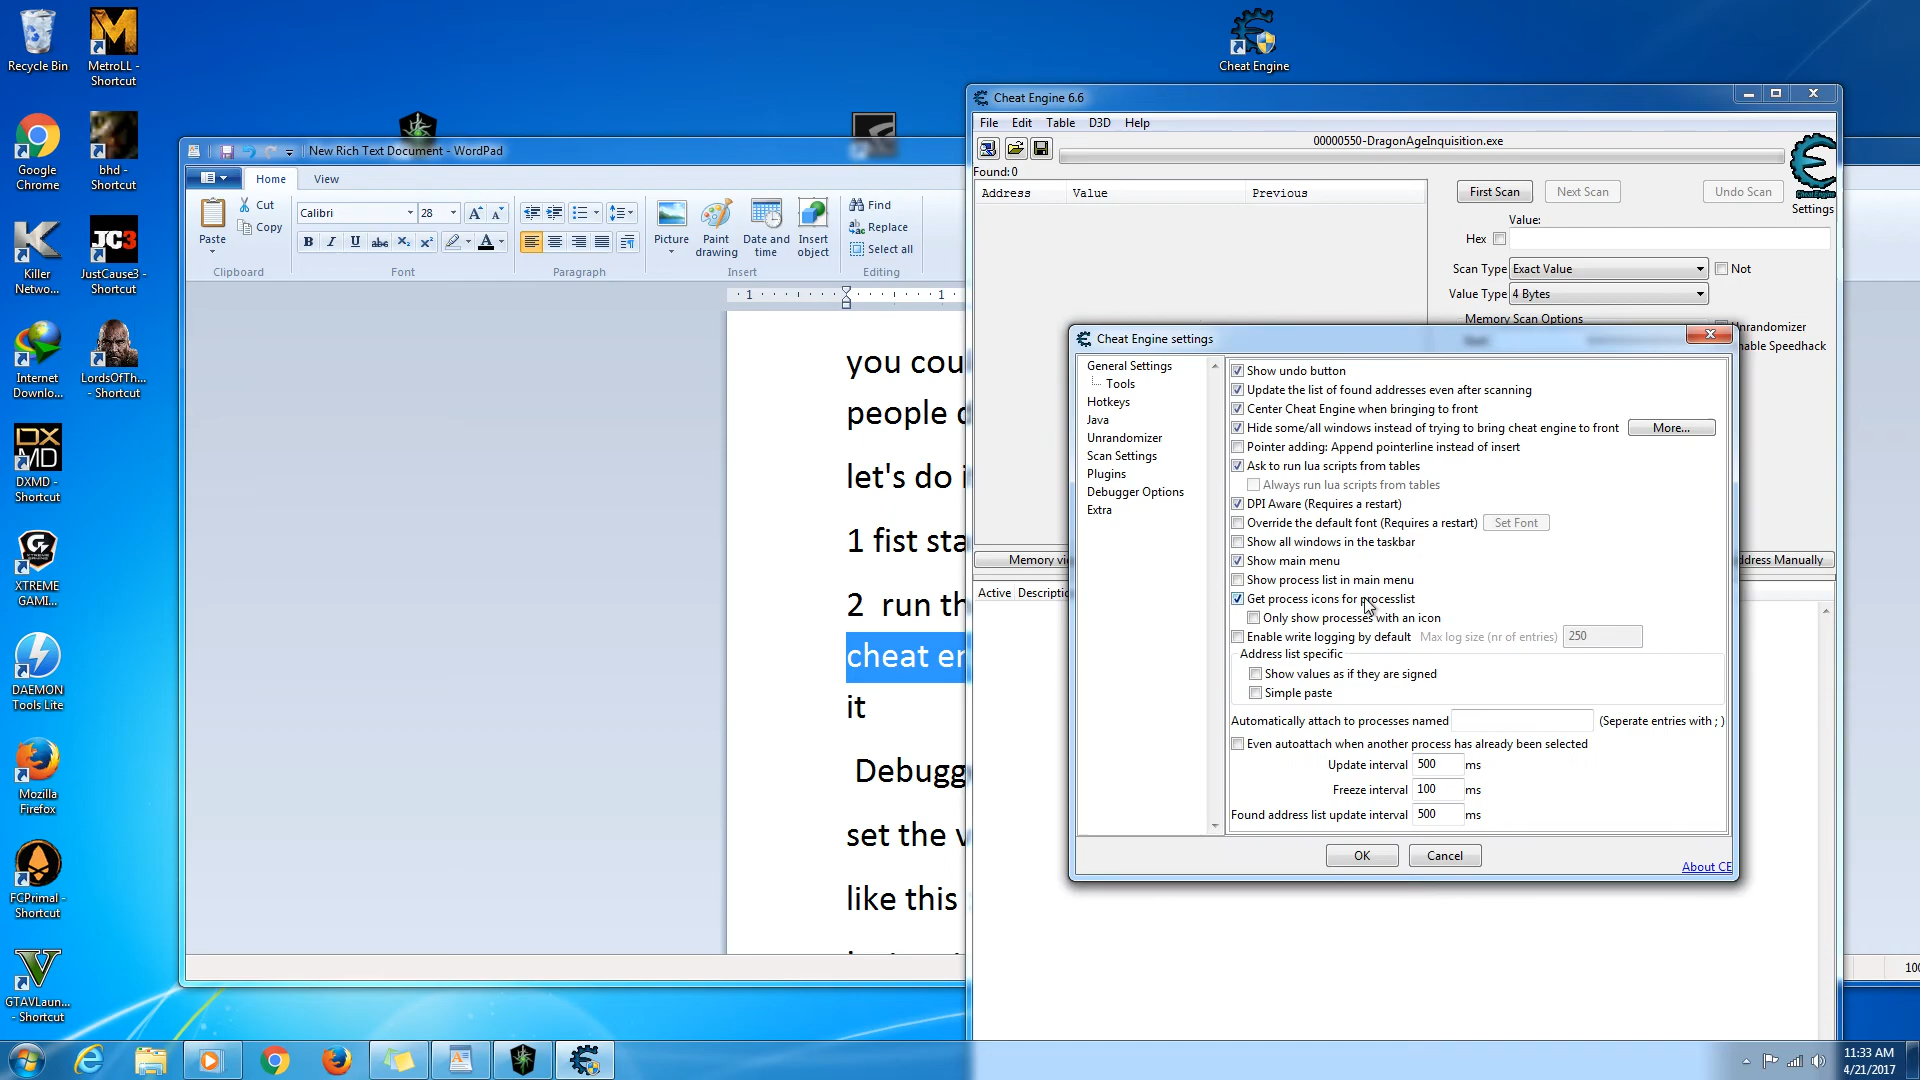 Recycle Bin
MetroLL -
Shortcut
Google
Chrome
bhd -
Shortcut
Killer
Netwo...
JustCause3 -
Shortcut
Internet
Downlo...
LordsOfTh...
- Shortcut
DXMD -
Shortcut
XTREME
GAMI...
DAEMON
Tools Lite
Mozilla
Firefox
FCPrimal -
Shortcut
GTAVLaun...
- Shortcut
Cheat Engine
New Rich Text Document - WordPad
Home
View
Paste
Cut
Copy
Clipboard
Calibri
28
Font
Paragraph
Picture
Paint
drawing
Date and
time
Insert
object
Insert
Find
Replace
Select all
Editing
you cou
people
let's do i
1 fist sta
2 run th
cheat en
it
Debugg
set the v
like this
Cheat Engine 6.6
File Edit Table D3D Help
00000550-DragonAgeInquisition.exe
Found: 0
Address Value Previous
First Scan
Next Scan
Undo Scan
Settings
Value:
Hex
Scan Type Exact Value
Not
Value Type 4 Bytes
Memory Scan Options
nrandomizer
nable Speedhack
Memory vi
ddress Manually
Active Descriptio
Cheat Engine settings
General Settings
Tools
Hotkeys
Java
Unrandomizer
Scan Settings
Plugins
Debugger Options
Extra
Show undo button
Update the list of found addresses even after scanning
Center Cheat Engine when bringing to front
Hide some/all windows instead of trying to bring cheat engine to front
More...
Pointer adding: Append pointerline instead of insert
Ask to run lua scripts from tables
Always run lua scripts from tables
DPI Aware (Requires a restart)
Override the default font (Requires a restart)
Set Font
Show all windows in the taskbar
Show main menu
Show process list in main menu
Get process icons for processlist
Only show processes with an icon
Enable write logging by default Max log size (nr of entries) 250
Address list specific
Show values as if they are signed
Simple paste
Automatically attach to processes named (Seperate entries with ; )
Even autoattach when another process has already been selected
Update interval 500 ms
Freeze interval 100 ms
Found address list update interval 500 ms
OK
Cancel
About CE
100
11:33 AM
4/21/2017